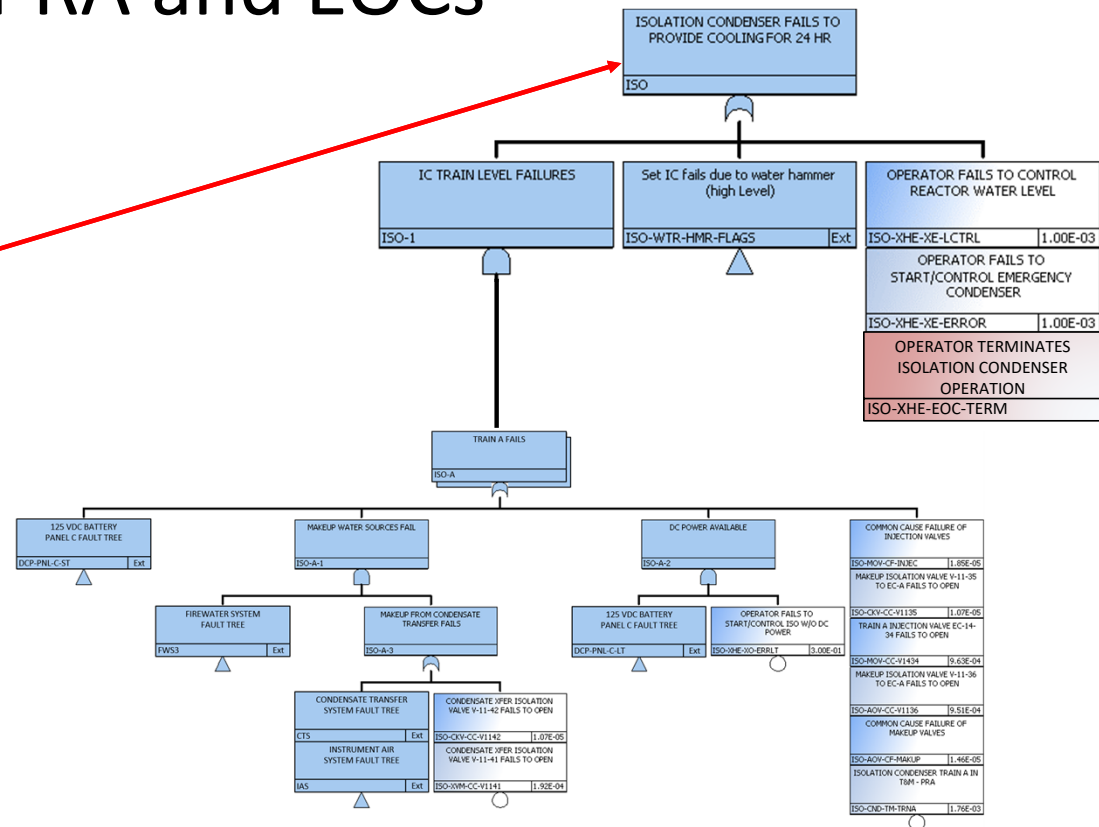 PRA and EOCs
ISOLATION CONDENSER FAILS TO
PROVIDE COOLING FOR 24 HR
ISO
IC TRAIN LEVEL FAILURES
ISO-1
Set IC fails due to water hammer
(high Level)
ISO-WTR-HMR-FLAGS Ext
OPERATOR FAILS TO CONTROL
REACTOR WATER LEVEL
ISO-XHE-XE-LCTRL 1.00E-03
OPERATOR FAILS TO
START/CONTROL EMERGENCY
CONDENSER
ISO-XHE-XE-ERROR 1.00E-03
OPERATOR TERMINATES
ISOLATION CONDENSER
OPERATION
ISO-XHE-EOC-TERM
TRAIN A FAILS
ISO-A
125 VDC BATTERY
PANEL C FAULT TREE
DCP-PNL-C-ST Ext
MAKEUP WATER SOURCES FAIL
ISO-A-1
DC POWER AVAILABLE
ISO-A-2
COMMON CAUSE FAILURE OF
INJECTION VALVES
ISO-MOV-CF-INJEC 1.85E-05
MAKEUP ISOLATION VALVE V-11-35
TO EC-A FAILS TO OPEN
ISO-CKV-CC-V1135 1.07E-05
TRAIN A INJECTION VALVE EC-14-
34 FAILS TO OPEN
ISO-MOV-CC-V1434 9.63E-04
MAKEUP ISOLATION VALVE V-11-36
TO EC-A FAILS TO OPEN
ISO-AOV-CC-V1136 9.51E-04
COMMON CAUSE FAILURE OF
MAKEUP VALVES
ISO-AOV-CF-MAKUP 1.46E-05
ISOLATION CONDENSER TRAIN A IN
T&M - PRA
ISO-CND-TM-TRNA 1.76E-03
FIREWATER SYSTEM
FAULT TREE
FWS3 Ext
MAKEUP FROM CONDENSATE
TRANSFER FAILS
ISO-A-3
125 VDC BATTERY
PANEL C FAULT TREE
DCP-PNL-C-LT Ext
OPERATOR FAILS TO
START/CONTROL ISO W/O DC
POWER
ISO-XHE-XO-ERRLT 3.00E-01
CONDENSATE TRANSFER
SYSTEM FAULT TREE
CTS Ext
INSTRUMENT AIR
SYSTEM FAULT TREE
IAS Ext
CONDENSATE XFER ISOLATION
VALVE V-11-42 FAILS TO OPEN
ISO-CKV-CC-V1142 1.07E-05
CONDENSATE XFER ISOLATION
VALVE V-11-41 FAILS TO OPEN
ISO-XVM-CC-V1141 1.92E-04